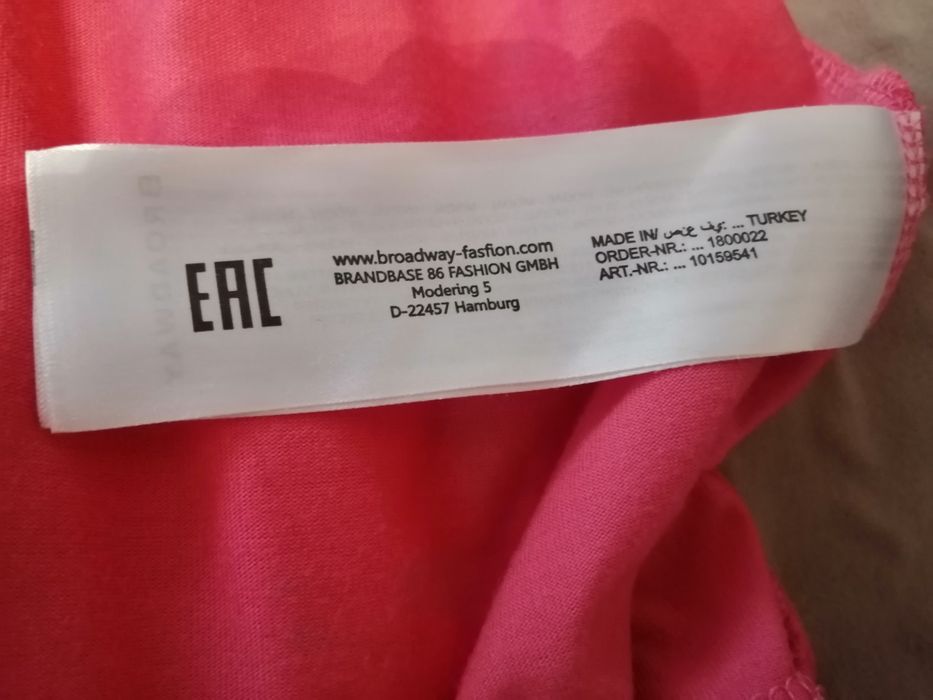 EAC
www.broadway-fasfion.com
BRANDBASE 86 FASHION GMBH
Modering 5
D-22457 Hamburg
MADE IN/ صنع في: ... TURKEY
ORDER-NR.: ... 1800022
ART.-NR.: ... 10159541